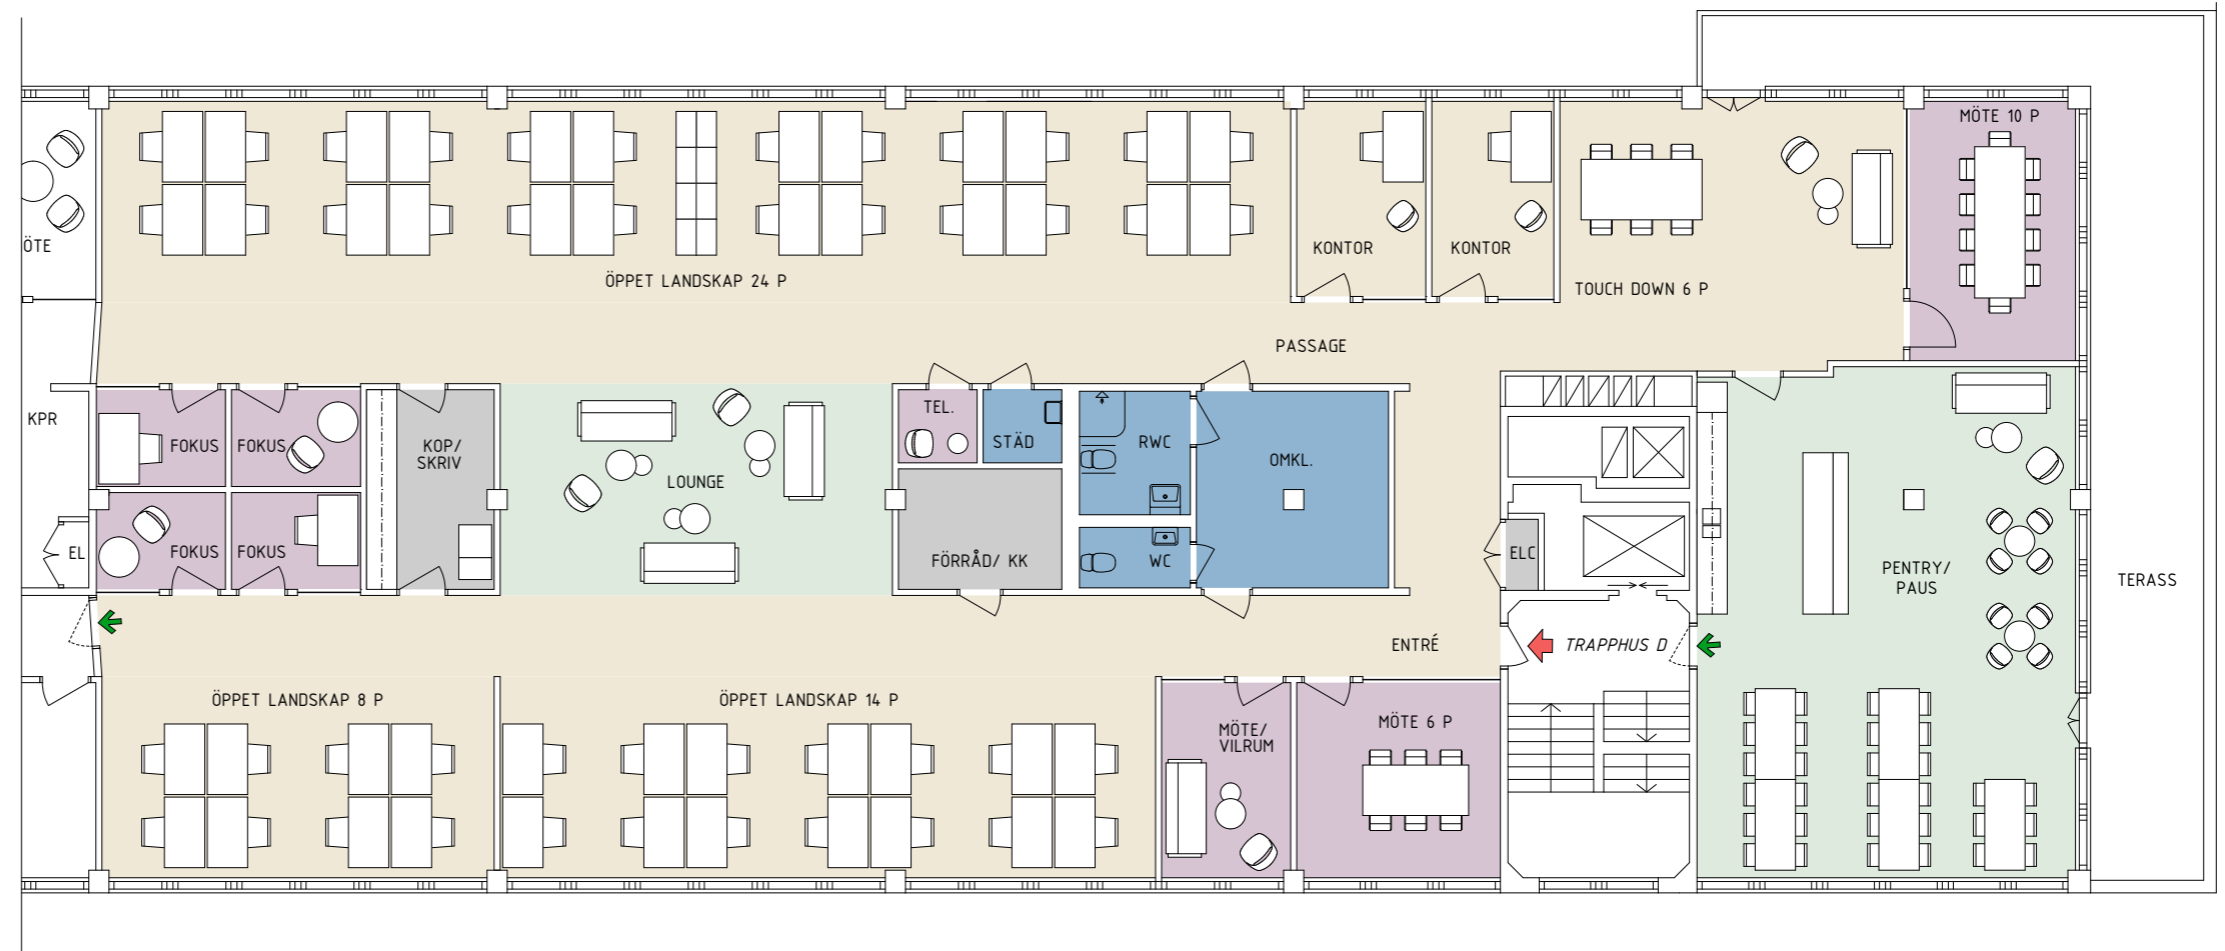 MÖTE 10 P
ÖTE
KONTOR
KONTOR
ÖPPET LANDSKAP 24 P
TOUCH DOWN 6 P
PASSAGE
KPR
TEL.
FOKUS
FOKUS
KOP/
SKRIV
STÄD
RWC
OMKL.
LOUNGE
EL
FOKUS
FOKUS
FÖRRÅD/ KK
WC
ELC
PENTRY/
PAUS
TERASS
ENTRÉ
TRAPPHUS D
ÖPPET LANDSKAP 8 P
ÖPPET LANDSKAP 14 P
MÖTE/
VILRUM
MÖTE 6 P